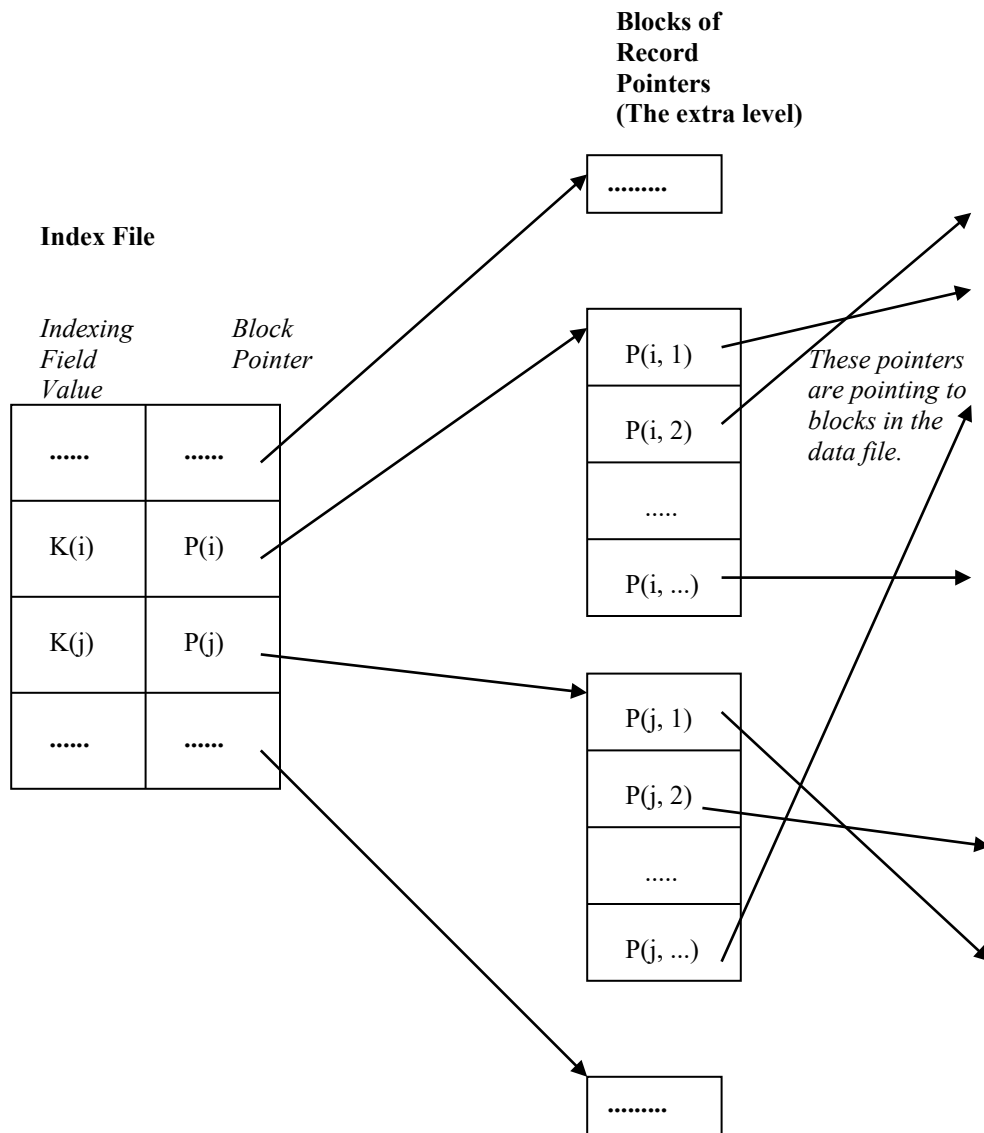 Blocks of
Record
Pointers
(The extra level)
.........
Index File
Indexing
Field
Value
Block
Pointer
...... ......
K(i) P(i)
K(j) P(j)
...... ......
P(i, 1)
P(i, 2)
.....
P(i, ...)
These pointers
are pointing to
blocks in the
data file.
P(j, 1)
P(j, 2)
.....
P(j, ...)
.........